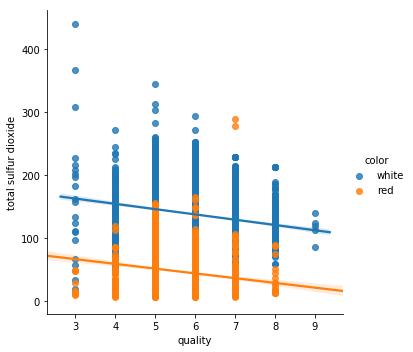 400
300
200
100
0
total sulfur dioxide
3 4 5 6 7 8 9
quality
color
white
red